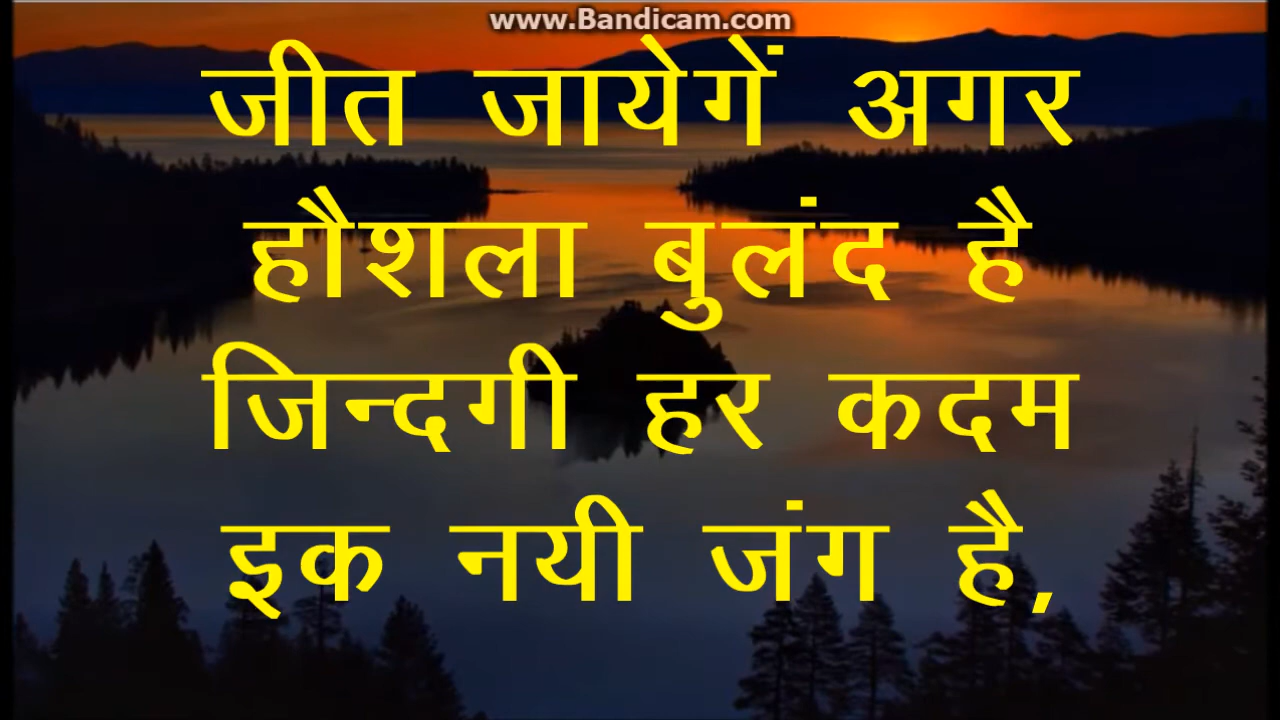 www.Bandicam.com
जीत जायेगें अगर
हौशला बुलंद है
जिन्दगी हर कदम
इक नयी जंग है,